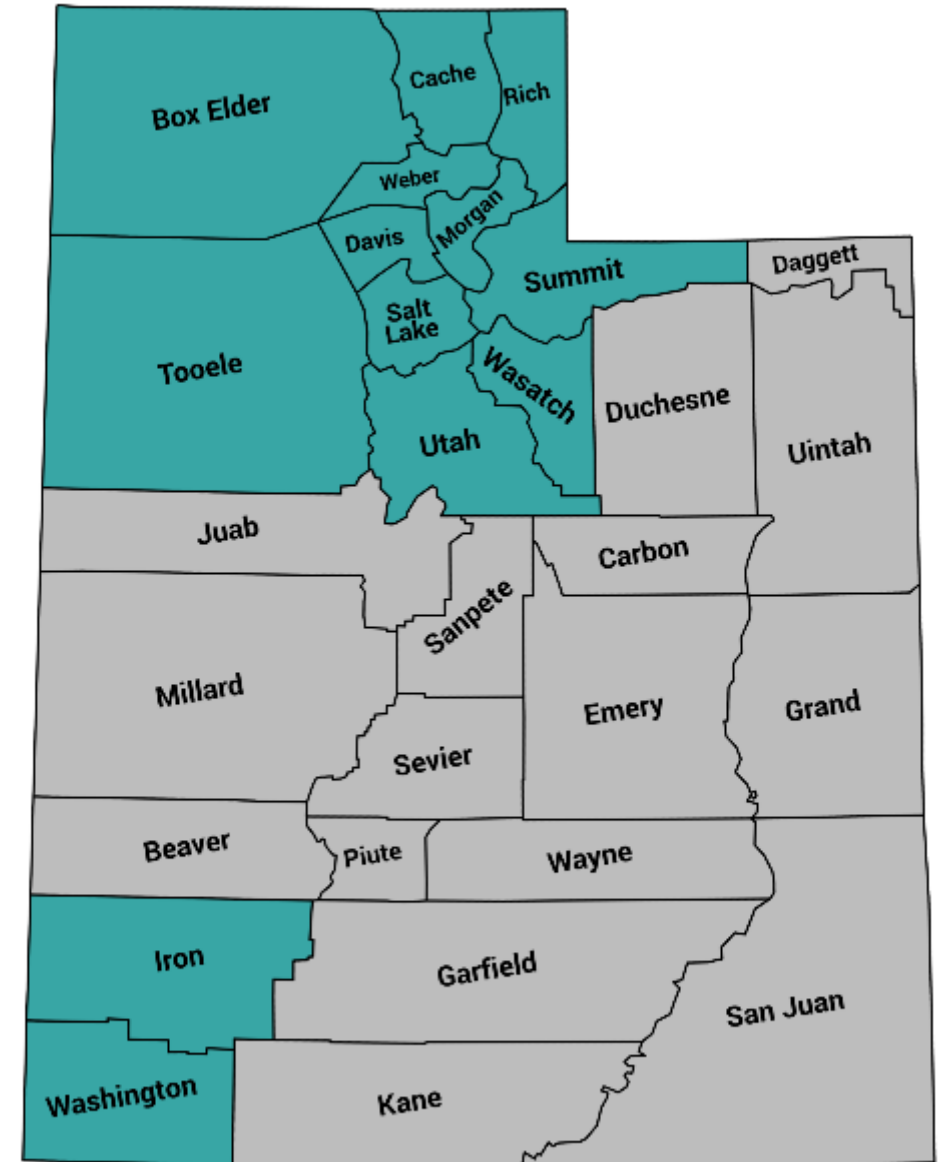 Cache
Rich
Box Elder
Weber
Morgan
Davis
Summit
Daggett
Salt
Lake
Tooele
Wasatch
Duchesne
Utah
Uintah
Juab
Carbon
Sanpete
Millard
Emery
Grand
Sevier
Beaver
Piute
Wayne
Iron
Garfield
San Juan
Washington
Kane